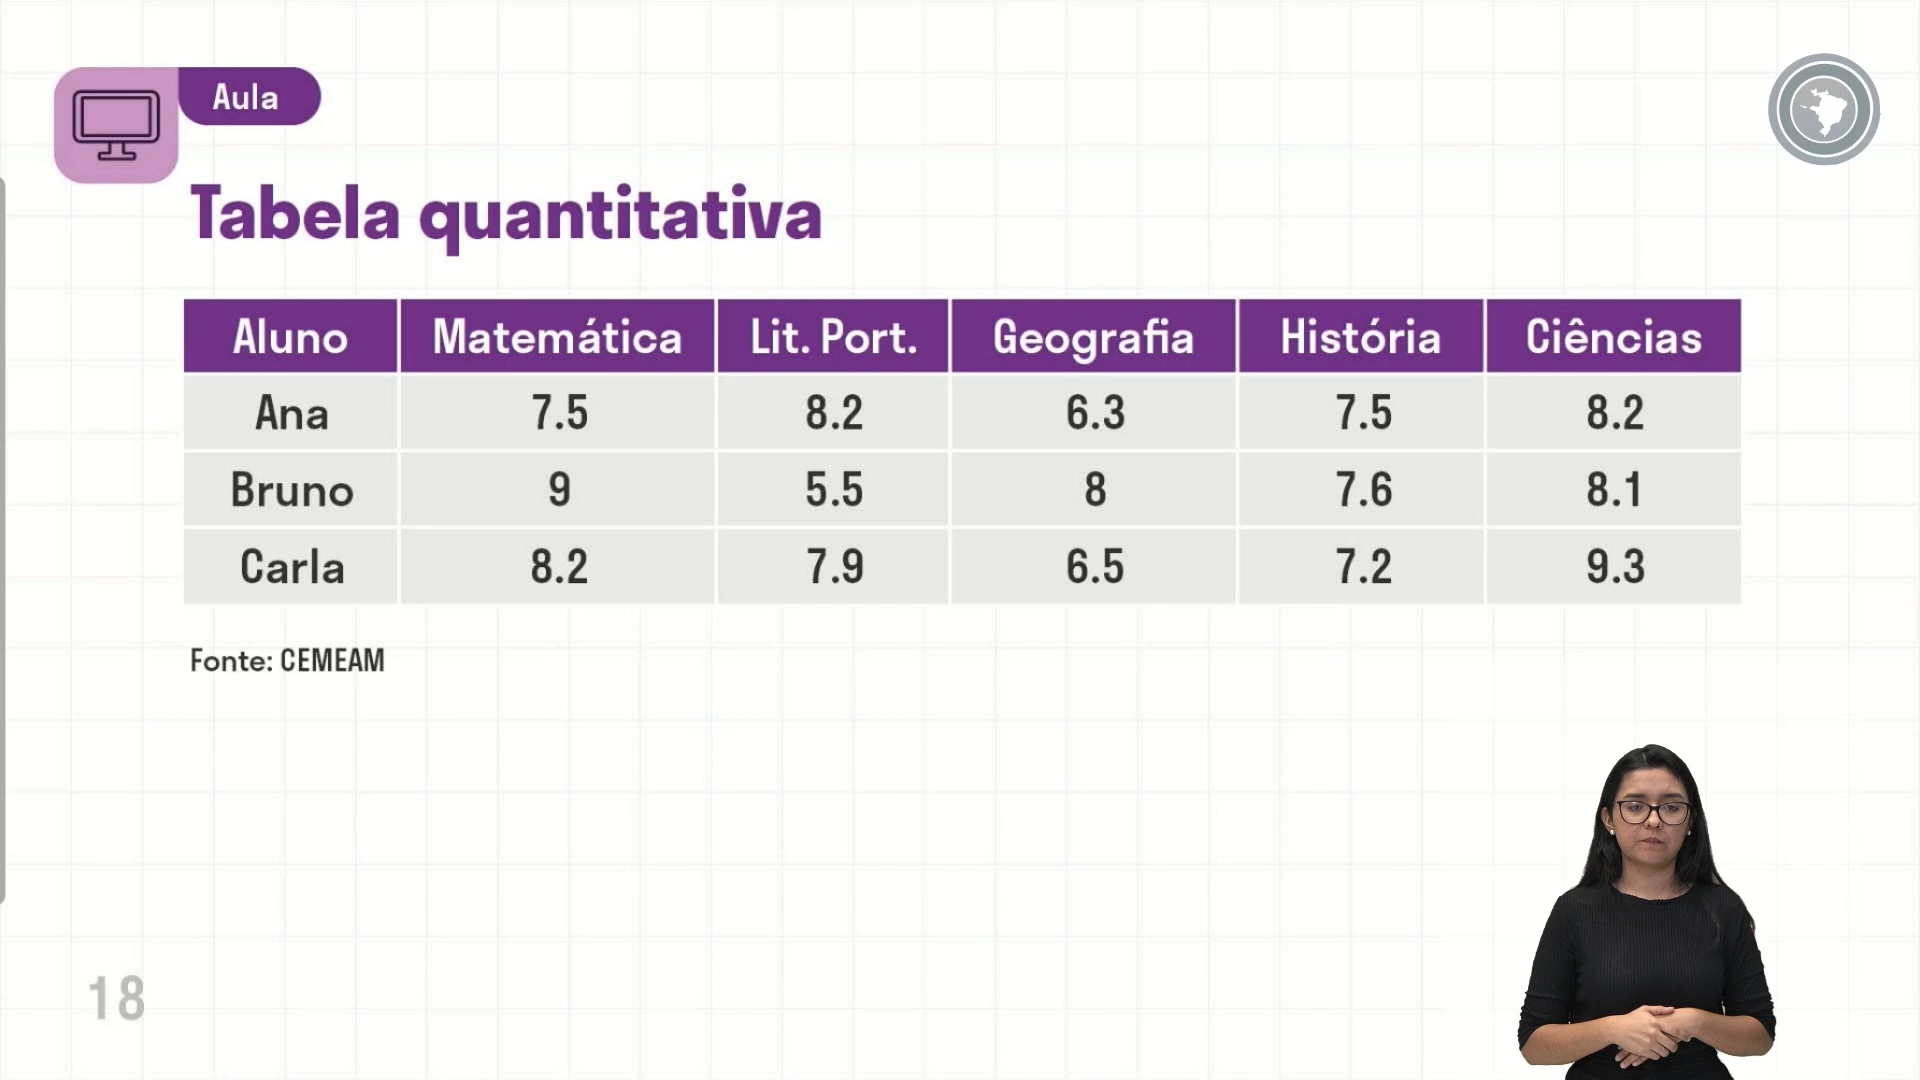 Aula
Tabela quantitativa
Aluno Matemática Lit. Port. Geografia História Ciências
Ana 7.5 8.2 6.3 7.5 8.2
Bruno 9 5.5 8 7.6 8.1
Carla 8.2 7.9 6.5 7.2 9.3
Fonte: CEMEAM
18